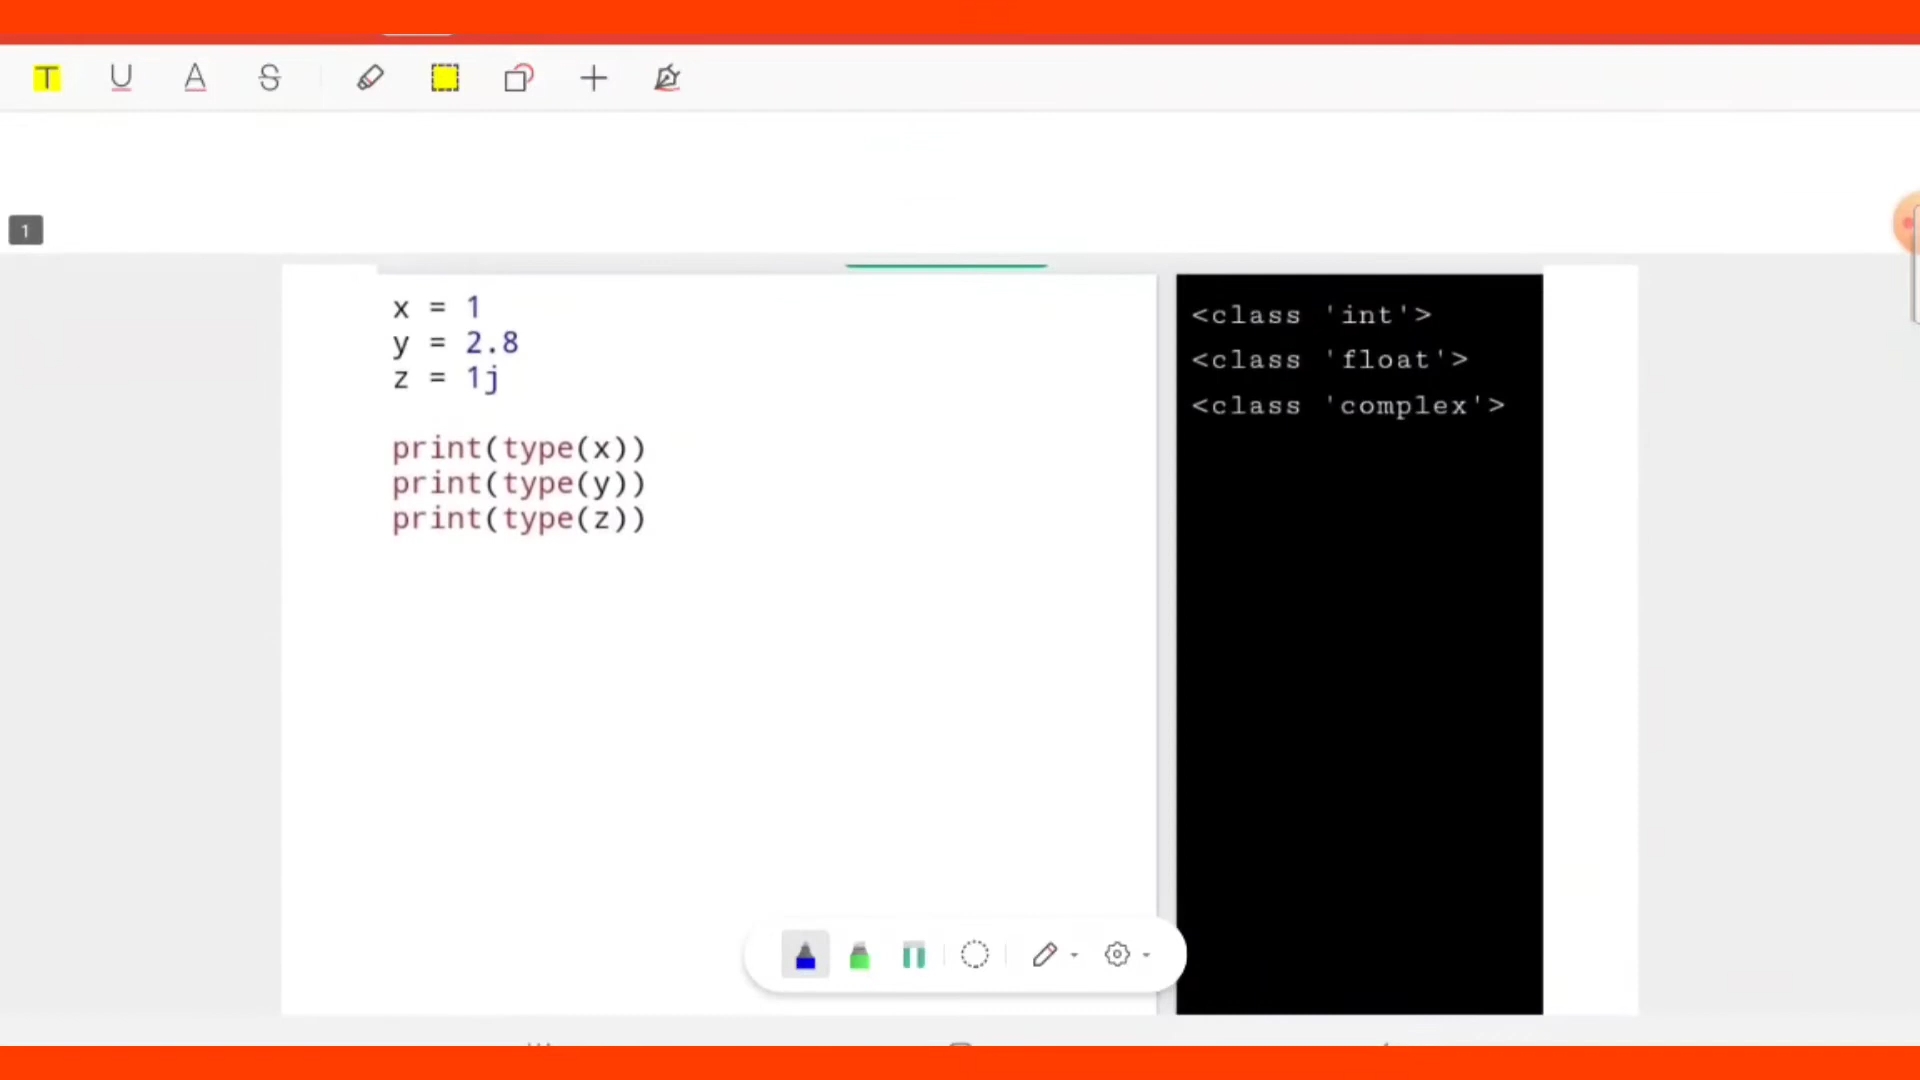 1
x = 1
y = 2.8
z = 1j
print(type(x))
print(type(y))
print(type(z))
<class 'int'>
<class 'float'>
<class 'complex'>